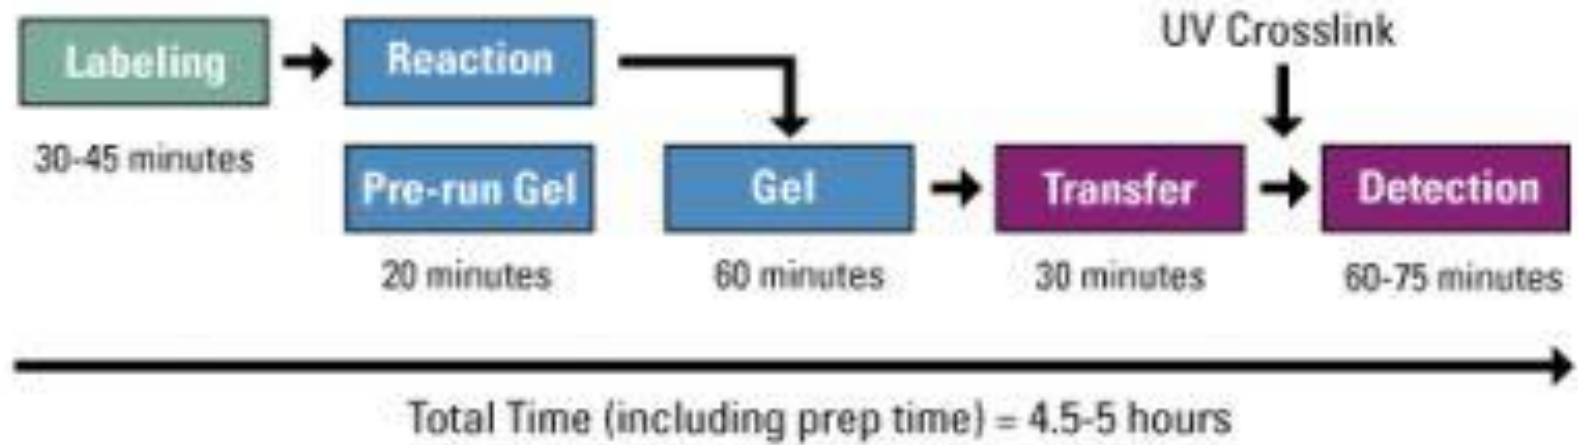 UV Crosslink
Labeling
Reaction
30-45 minutes
Pre-run Gel
Gel
Transfer
Detection
20 minutes
60 minutes
30 minutes
60-75 minutes
Total Time (including prep time) = 4.5-5 hours